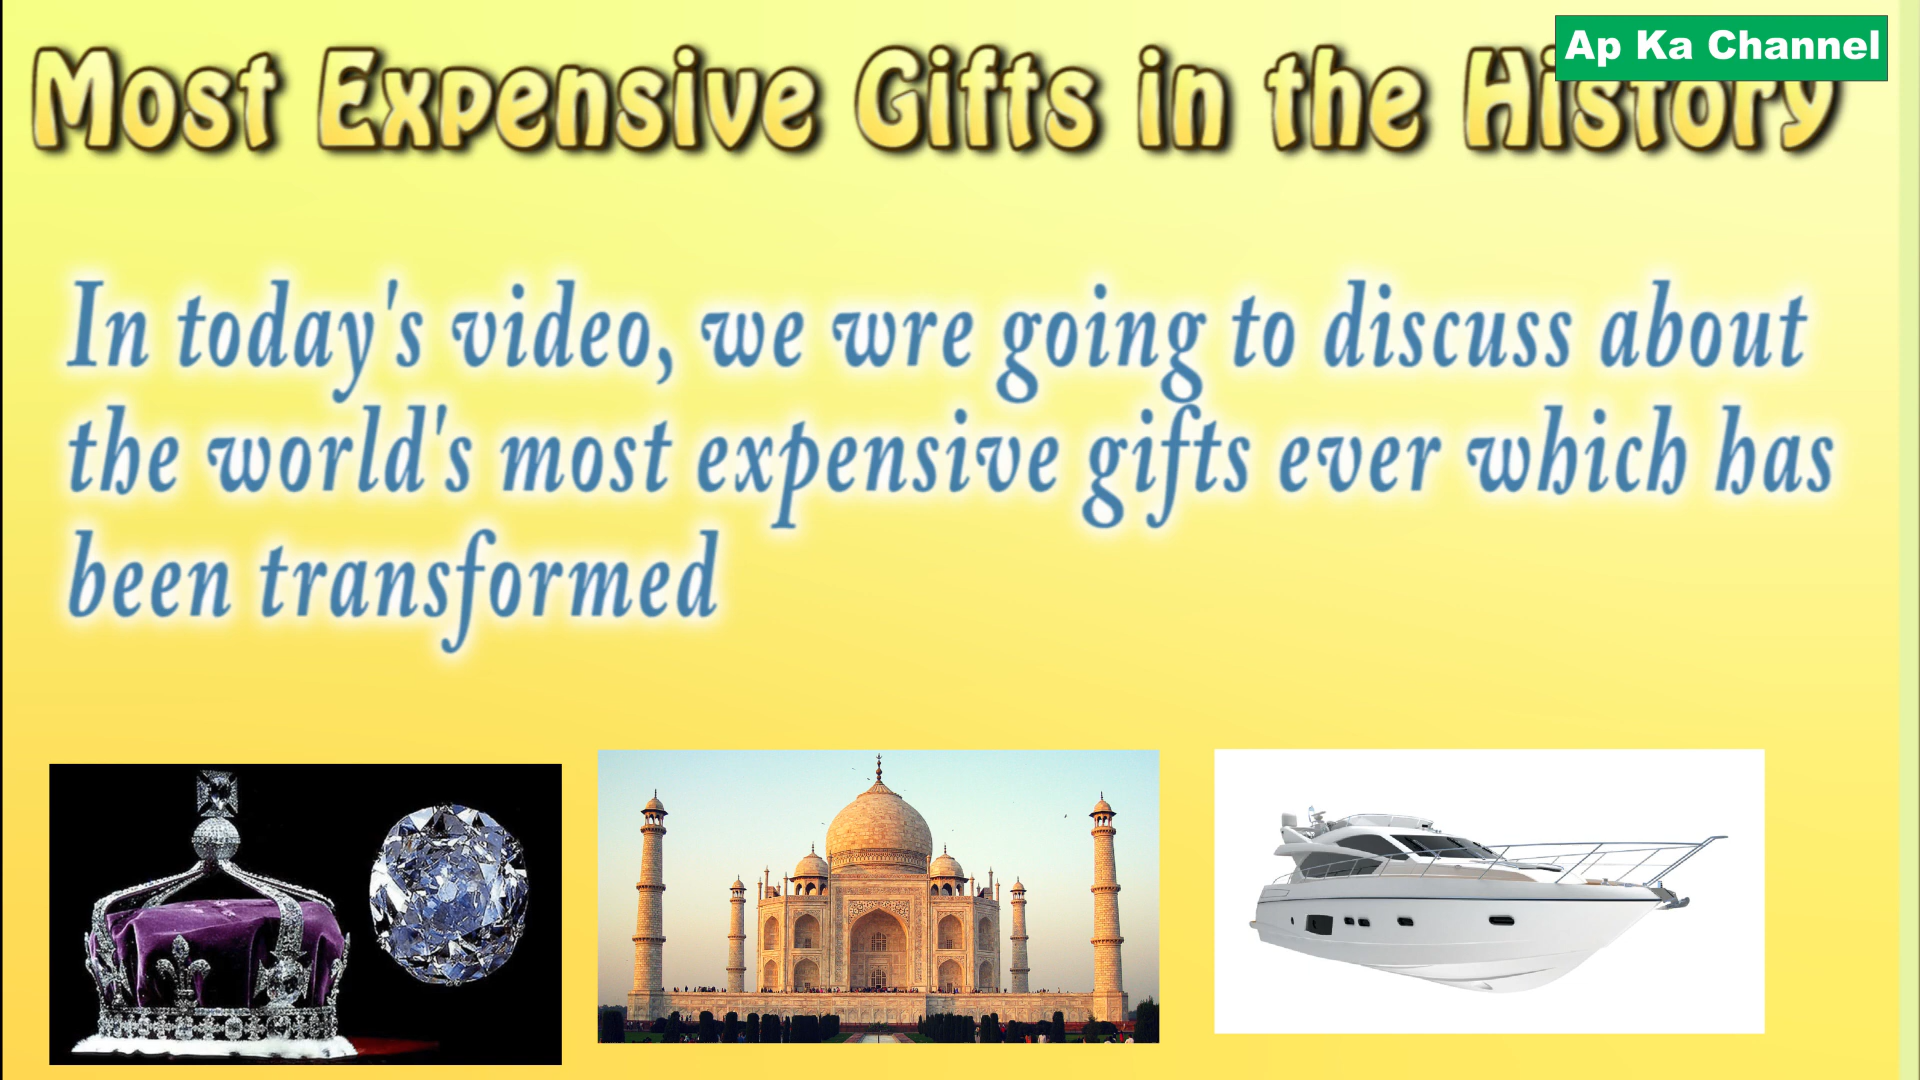 Ap Ka Channel
Most Expensive Gifts in the History
In today's video, we wre going to discuss about
the world's most expensive gifts ever which has
been transformed